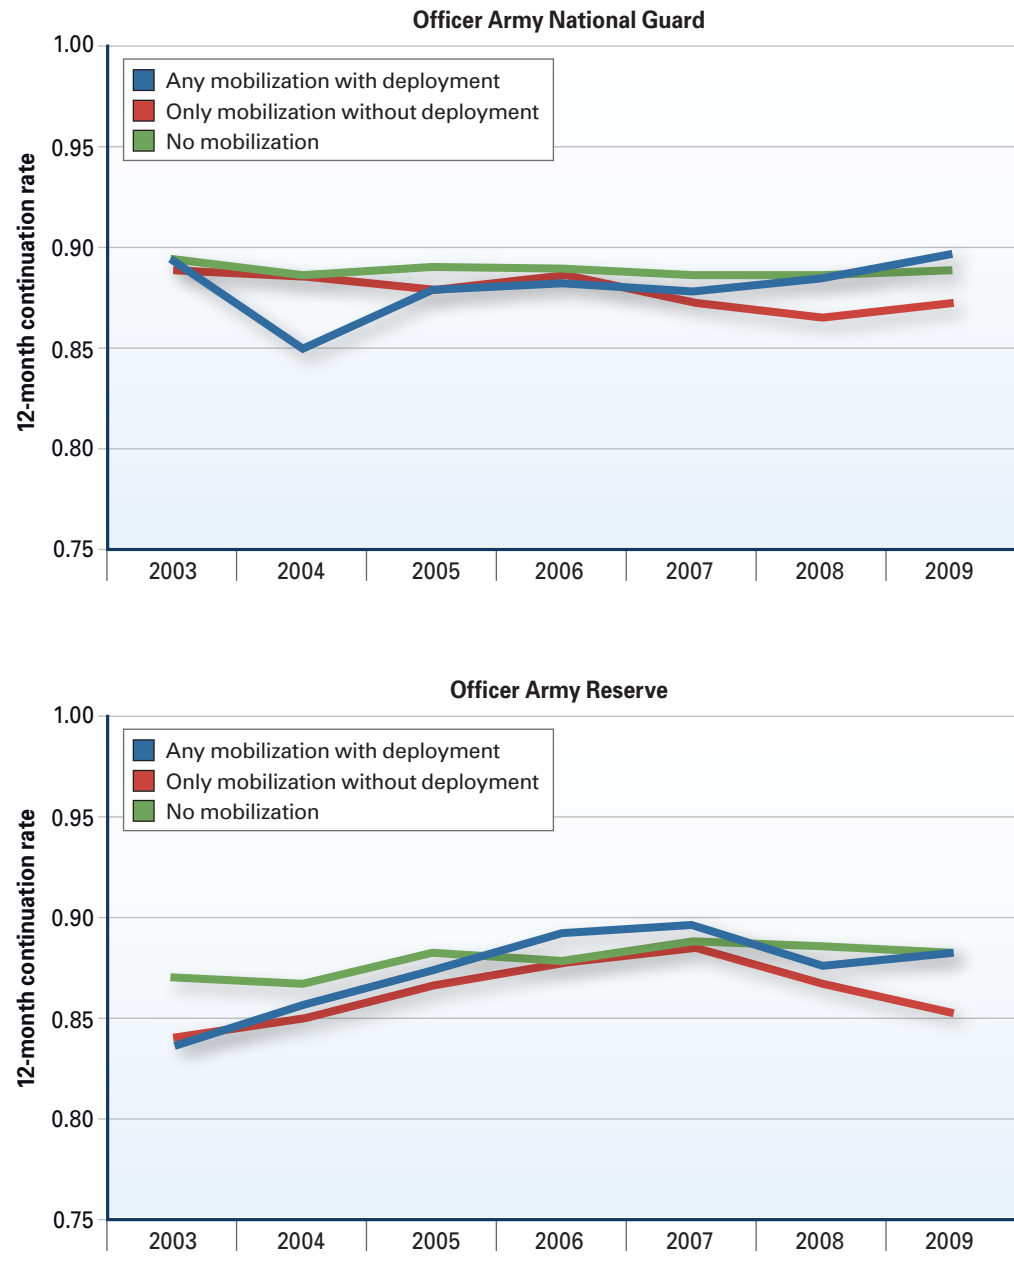 Officer Army National Guard
1.00
Any mobilization with deployment
Only mobilization without deployment
No mobilization
0.95
0.90
0.85
0.80
0.75
12-month continuation rate
2003 2004 2005 2006 2007 2008 2009
Officer Army Reserve
1.00
Any mobilization with deployment
Only mobilization without deployment
No mobilization
0.95
0.90
0.85
0.80
0.75
12-month continuation rate
2003 2004 2005 2006 2007 2008 2009